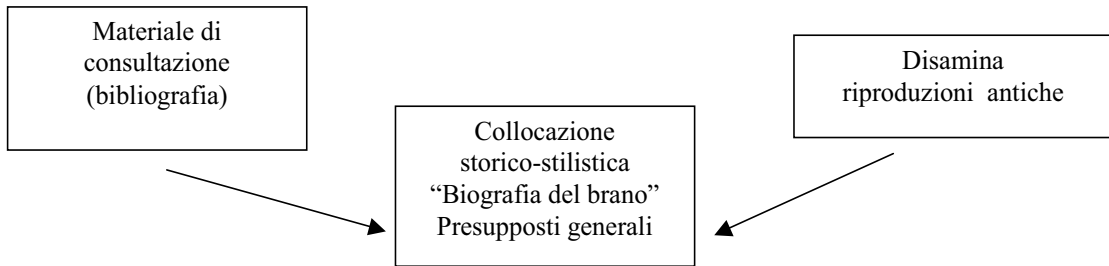 Materiale di
consultazione
(bibliografia)
Disamina
riproduzioni antiche
Collocazione
storico-stilistica
“Biografia del brano”
Presupposti generali